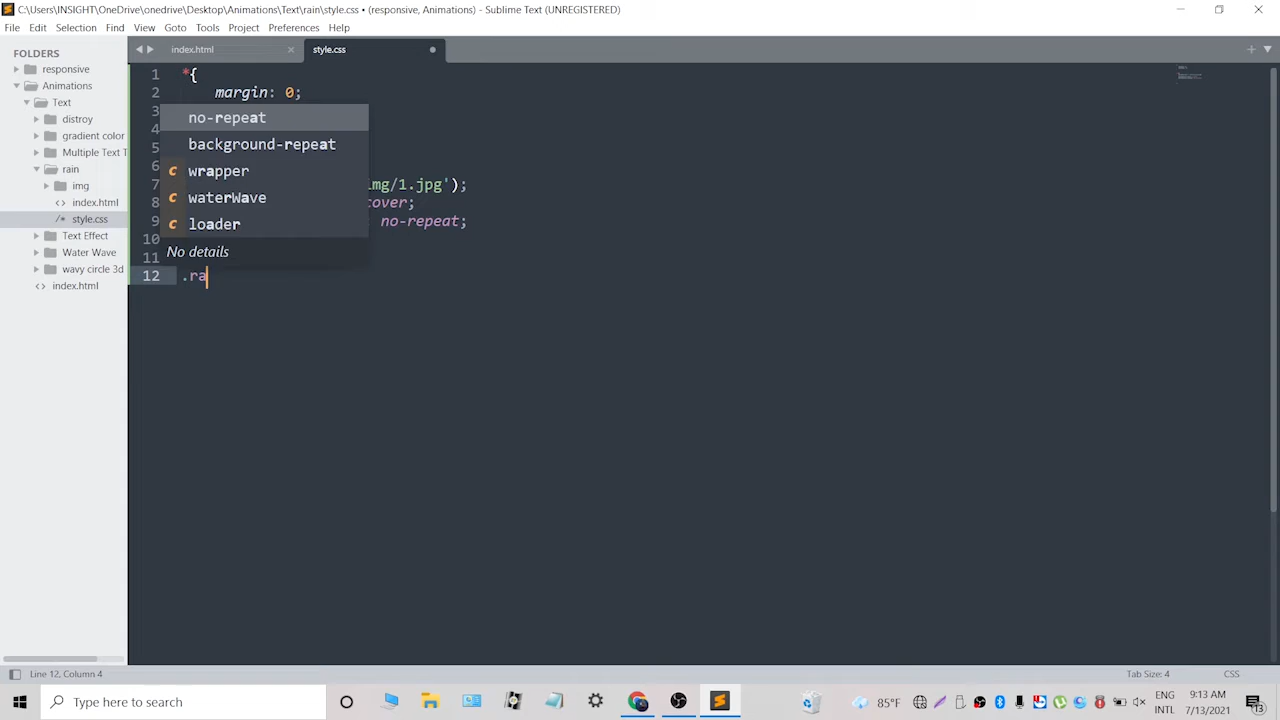 C:\Users\INSIGHT\OneDrive\onedrive\Desktop\Animations\Text\rain\style.css • (responsive, Animations) - Sublime Text (UNREGISTERED)
File Edit Selection Find View Goto Tools Project Preferences Help
FOLDERS
responsive
Animations
Text
distroy
gradient color
Multiple Text T
rain
img
index.html
style.css
Text Effect
Water Wave
wavy circle 3d
index.html
index.html
style.css
1 *{
2 margin: 0;
3
4
5
6
7 img/1.jpg');
8 cover;
9 no-repeat;
10
11
12 .ra
no-repeat
background-repeat
c wrapper
c waterWave
c loader
No details
Line 12, Column 4
Tab Size: 4
CSS
Type here to search
85°F
ENG
INTL
9:13 AM
7/13/2021
13